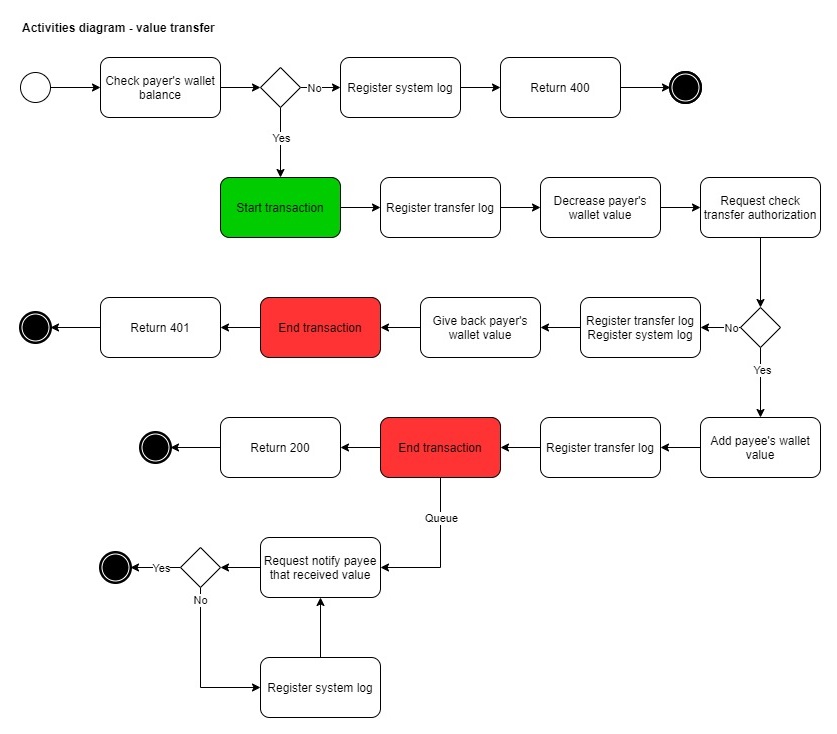 Activities diagram - value transfer
Check payer's wallet
balance
No
Register system log
Return 400
Yes
Start transaction
Register transfer log
Decrease payer's
wallet value
Request check
transfer authorization
Return 401
End transaction
Give back payer's
wallet value
Register transfer log
Register system log
No
Yes
Return 200
End transaction
Register transfer log
Add payee's wallet
value
Queue
Yes
Request notify payee
that received value
No
Register system log